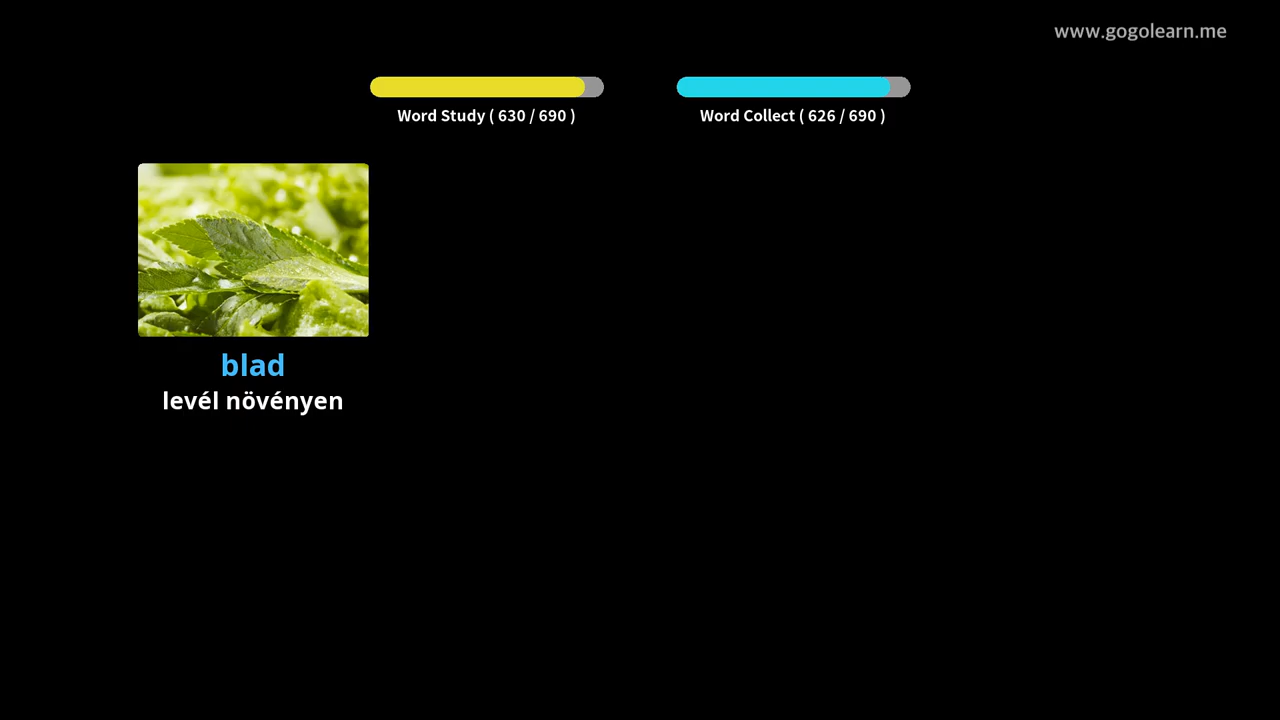 www.gogolearn.me
Word Study ( 630 / 690 )
Word Collect ( 626 / 690 )
blad
levél növényen